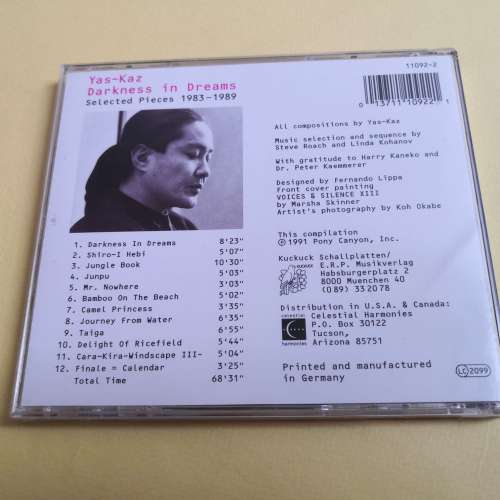 Yas-Kaz
Darkness in Dreams
Selected Pieces 1983-1989
1. Darkness In Dreams 8'23"
2. Shiro-I Hebi 5'07"
3. Jungle Book 10'30"
4. Junpu 5'03"
5. Mr. Nowhere 3'03"
6. Bamboo On The Beach 5'02"
7. Camel Princess 3'35"
8. Journey From Water 6'35"
9. Taiga 6'55"
10. Delight Of Ricefield 5'44"
11. Cara-Kira-Windscape III- 5'04"
12. Finale = Calendar 3'25"
Total Time 68'31"
11092-2
0 13711 10922 1
All compositions by Yas-Kaz
Music selection and sequence by
Steve Roach and Linda Kohanov
With gratitude to Harry Kaneko and
Dr. Peter Kaemmerer
Designed by Fernando Lippa
Front cover painting
VOICES & SILENCE XIII
by Marsha Skinner
Artist's photography by Koh Okabe
This compilation
℗©1991 Pony Canyon, Inc.
Kuckuck Schallplatten/
E.R.P. Musikverlag
Habsburgerplatz 2
8000 Muenchen 40
(0 89) 33 20 78
Distribution in U.S.A. & Canada:
Celestial Harmonies
P.O. Box 30122
Tucson,
Arizona 85751
celestial
harmonies
Printed and manufactured
in Germany
LC 2099